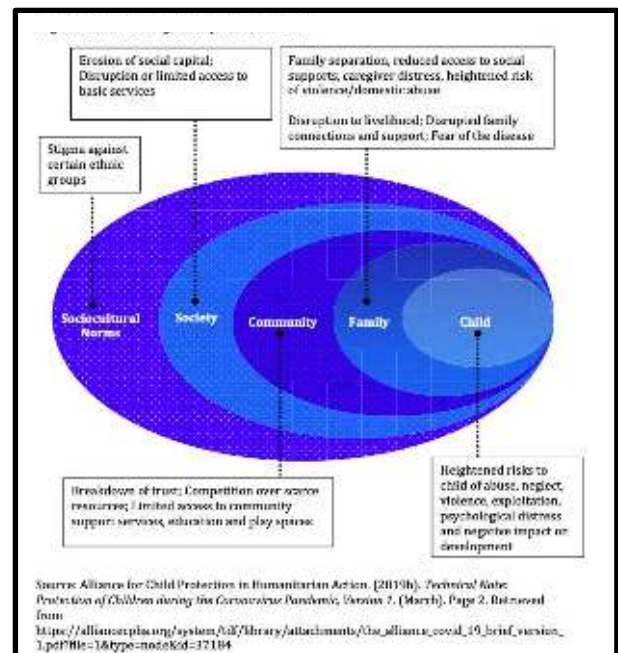 Erosion of social capital;
Disruption or limited access to
basic services
Family separation, reduced access to social
supports, caregiver distress, heightened risk
of violence/domestic abuse
Disruption to livelihood; Disrupted family
connections and support; Fear of the disease
Stigma against
certain ethnic
groups
Sociocultural
Norms
Society
Community
Family
Child
Breakdown of trust; Competition over scarce
resources; Limited access to community
support services, education and play spaces
Heightened risks to
child of abuse, neglect,
violence, exploitation,
psychological distress
and negative impact on
development
Source: Alliance for Child Protection in Humanitarian Action. (2019b). Technical Note:
Protection of Children during the Coronavirus Pandemic, Version 1. (March). Page 2. Retrieved
from
https://alliancecpha.org/system/tdf/library/attachments/the_alliance_covid_19_brief_version_
1.pdf?file=1&type=node&id=37184